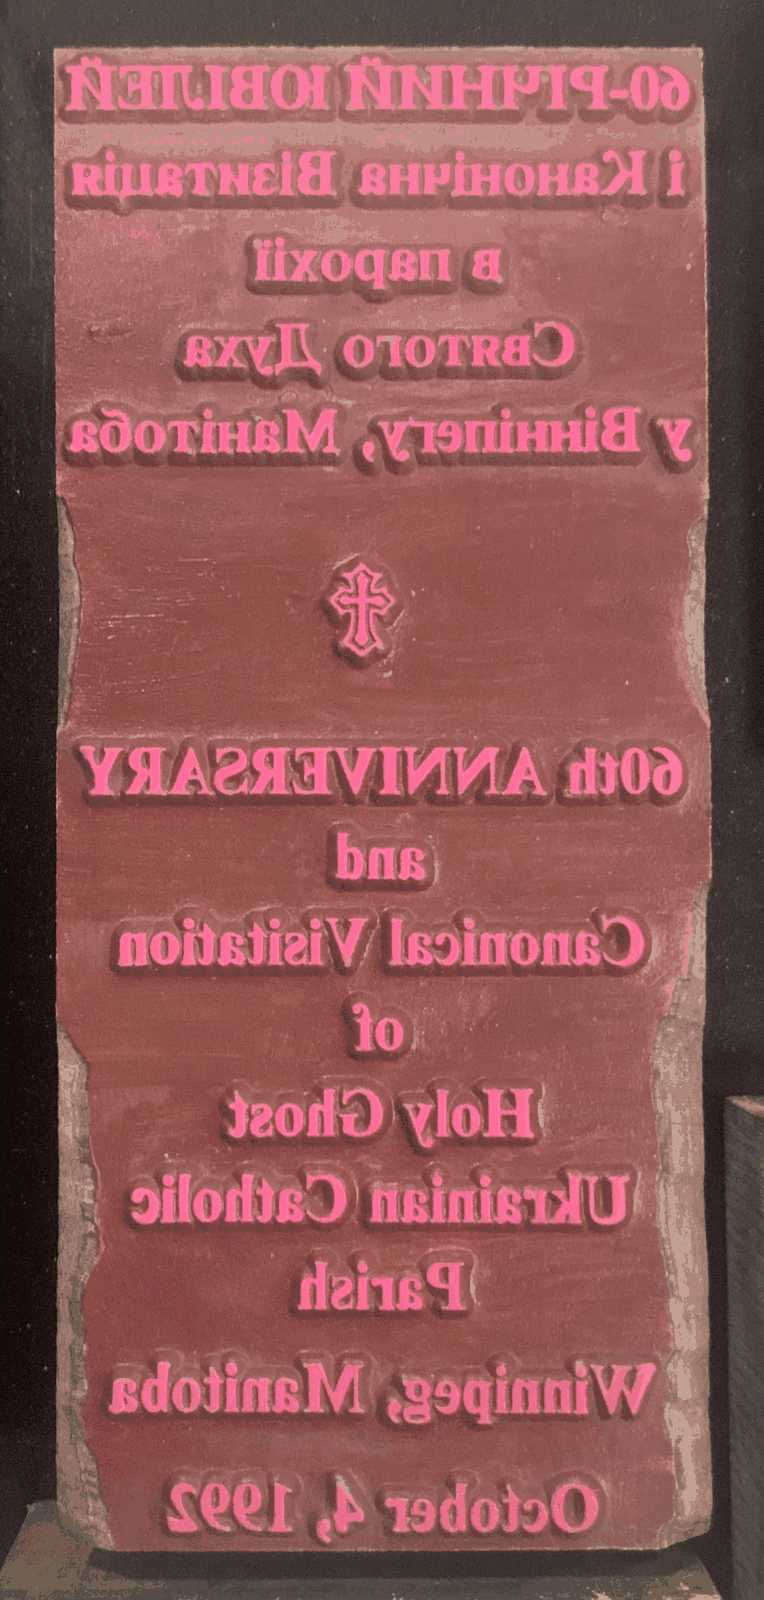 60-РІЧНИЙ ЮВІЛЕЙ
і Канонічна Візитація
в парохії
Святого Духа
у Вінніпегу, Манітоба
60th ANNIVERSARY
and
Canonical Visitation
of
Holy Ghost
Ukrainian Catholic
Parish
Winnipeg, Manitoba
October 4, 1992